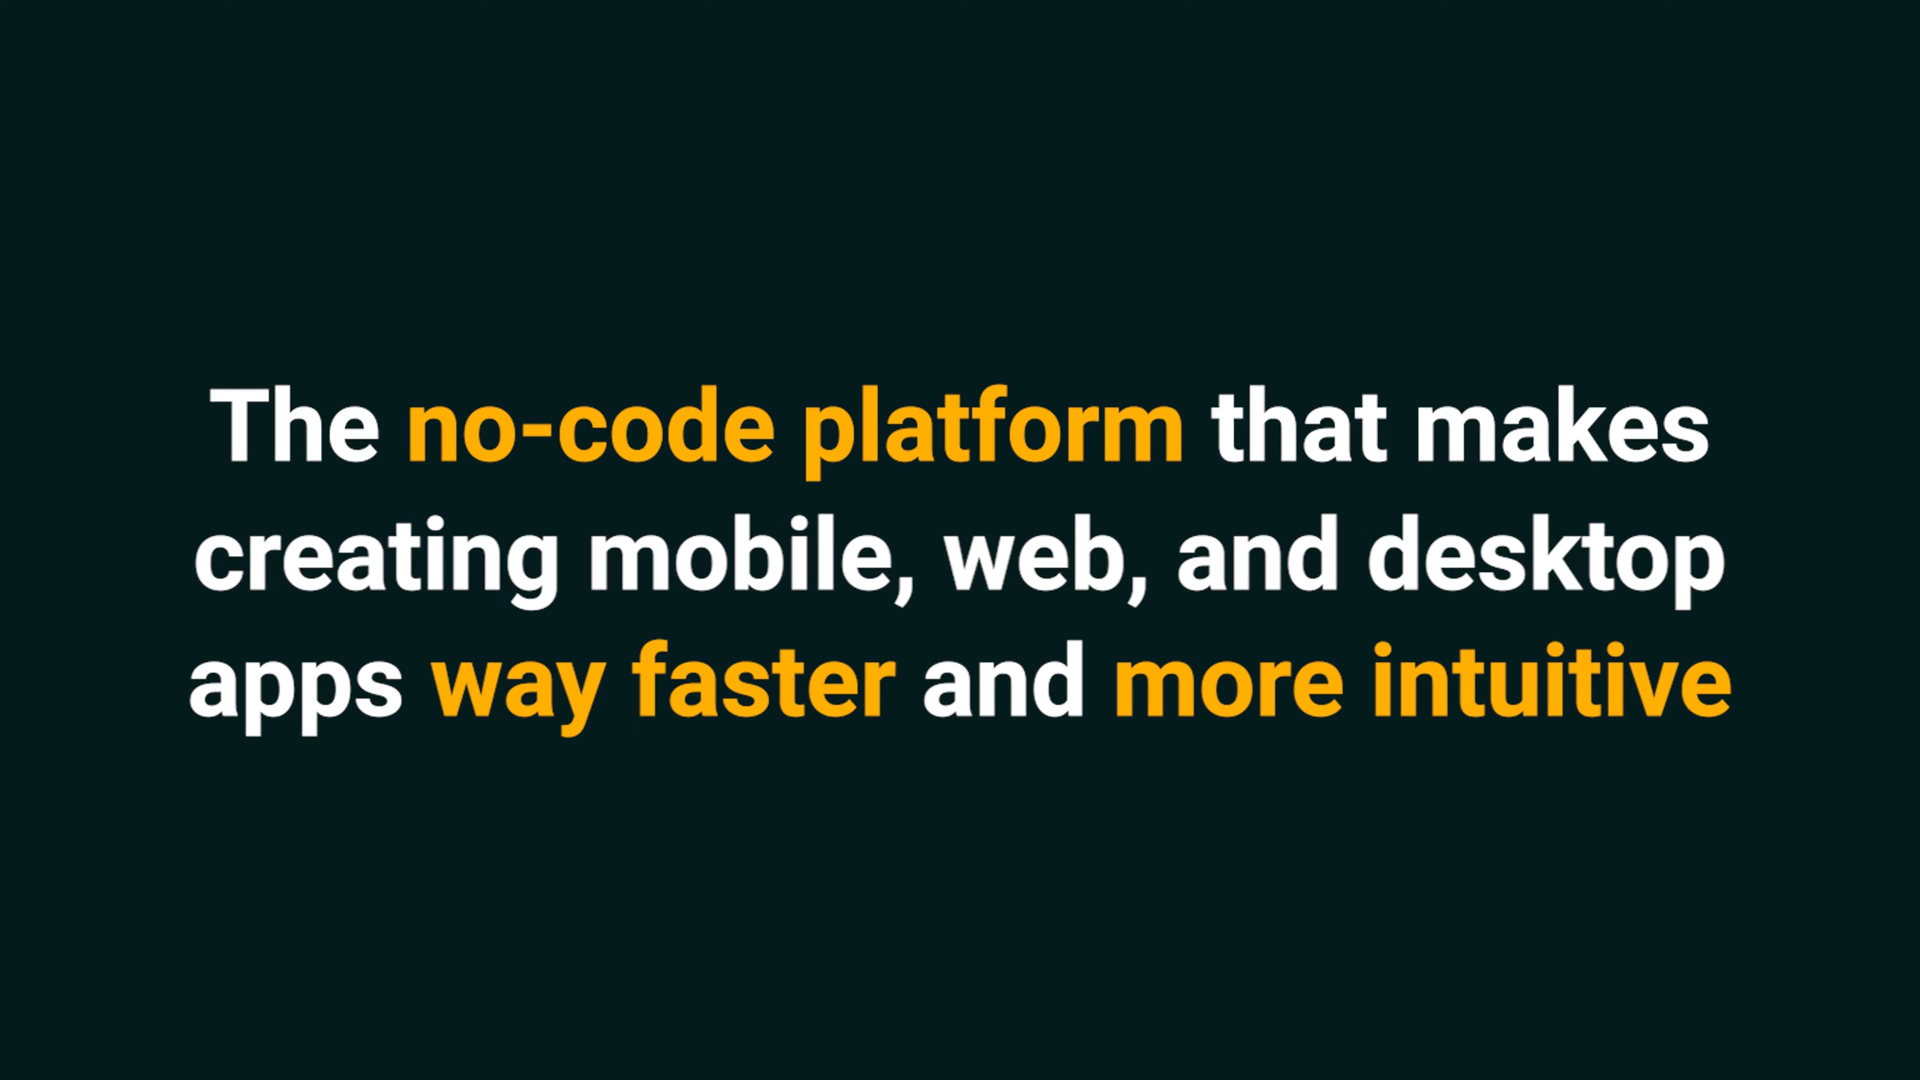 The no-code platform that makes
creating mobile, web, and desktop
apps way faster and more intuitive